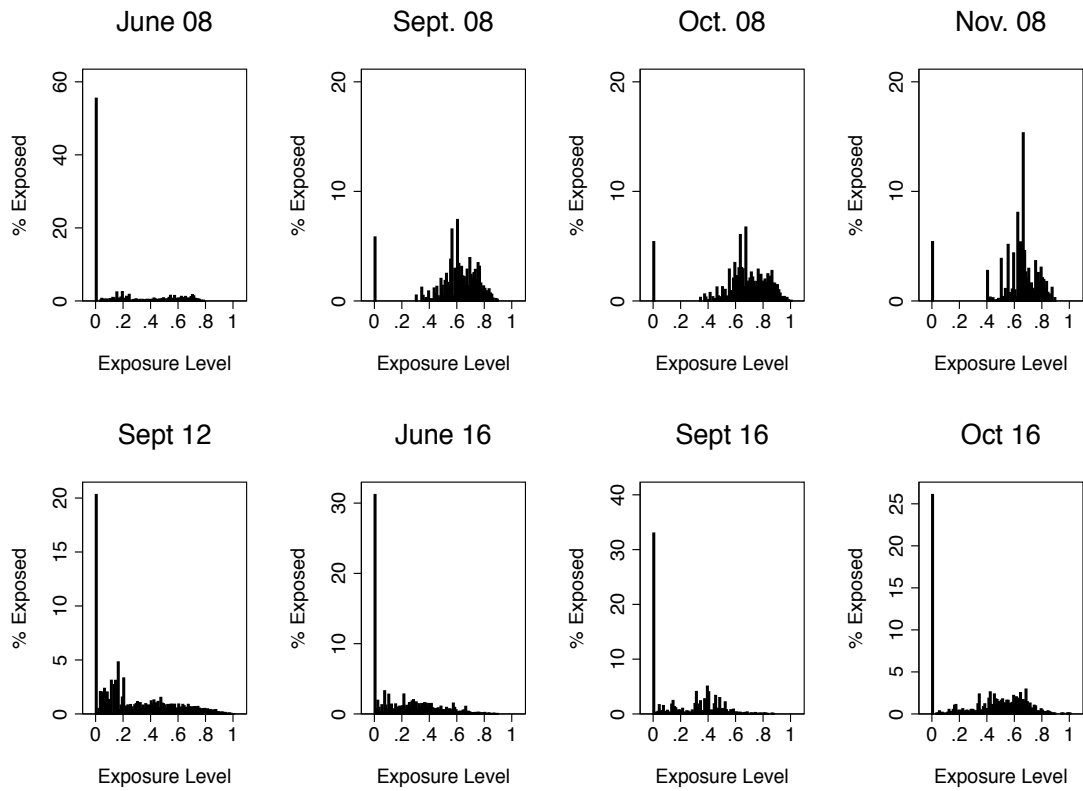 June 08
Sept. 08
Oct. 08
Nov. 08
% Exposed
0 20 40 60
0 .2 .4 .6 .8 1
Exposure Level
% Exposed
0 10 20
0 .2 .4 .6 .8 1
Exposure Level
% Exposed
0 10 20
0 .2 .4 .6 .8 1
Exposure Level
% Exposed
0 10 20
0 .2 .4 .6 .8 1
Exposure Level
Sept 12
June 16
Sept 16
Oct 16
% Exposed
0 5 10 15 20
0 .2 .4 .6 .8 1
Exposure Level
% Exposed
0 10 20 30
0 .2 .4 .6 .8 1
Exposure Level
% Exposed
0 10 20 30 40
0 .2 .4 .6 .8 1
Exposure Level
% Exposed
0 5 10 15 20 25
0 .2 .4 .6 .8 1
Exposure Level